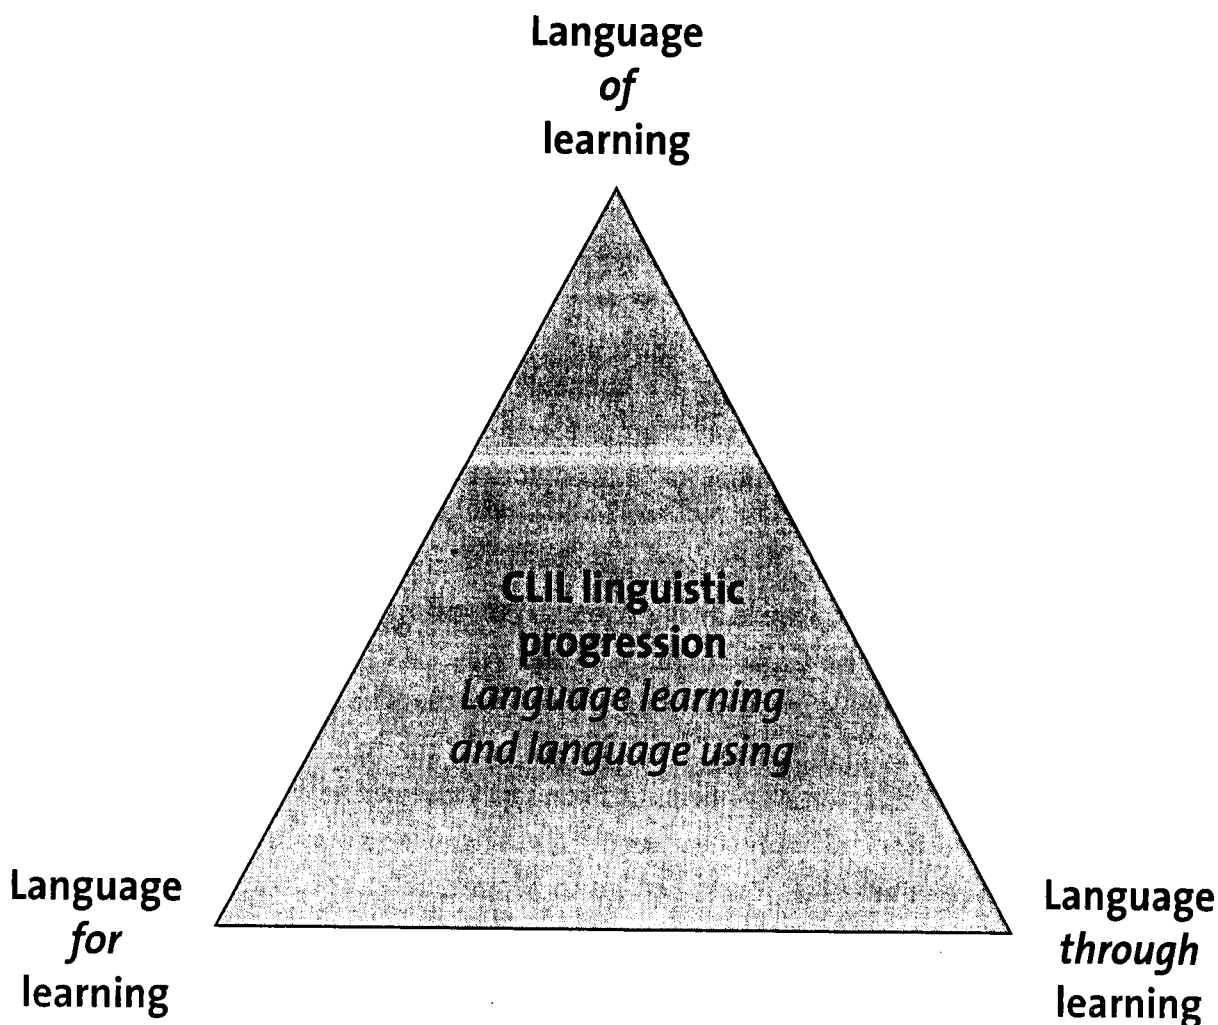 Language
of
learning
CLIL linguistic
progression
Language learning
and language using
Language
for
learning
Language
through
learning